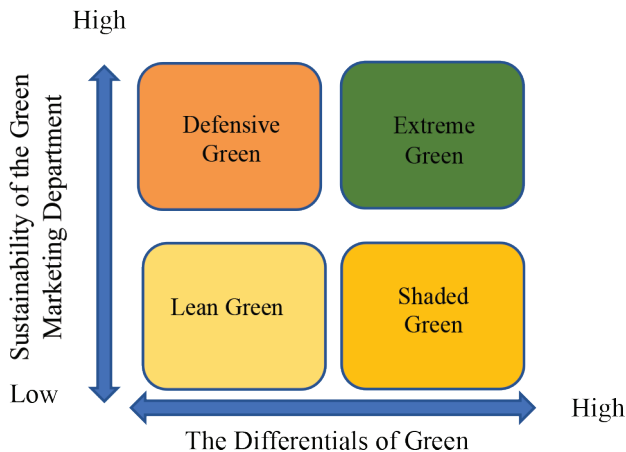 High
Sustainability of the Green
Marketing Department
Defensive
Green
Extreme
Green
Lean Green
Shaded
Green
Low
High
The Differentials of Green